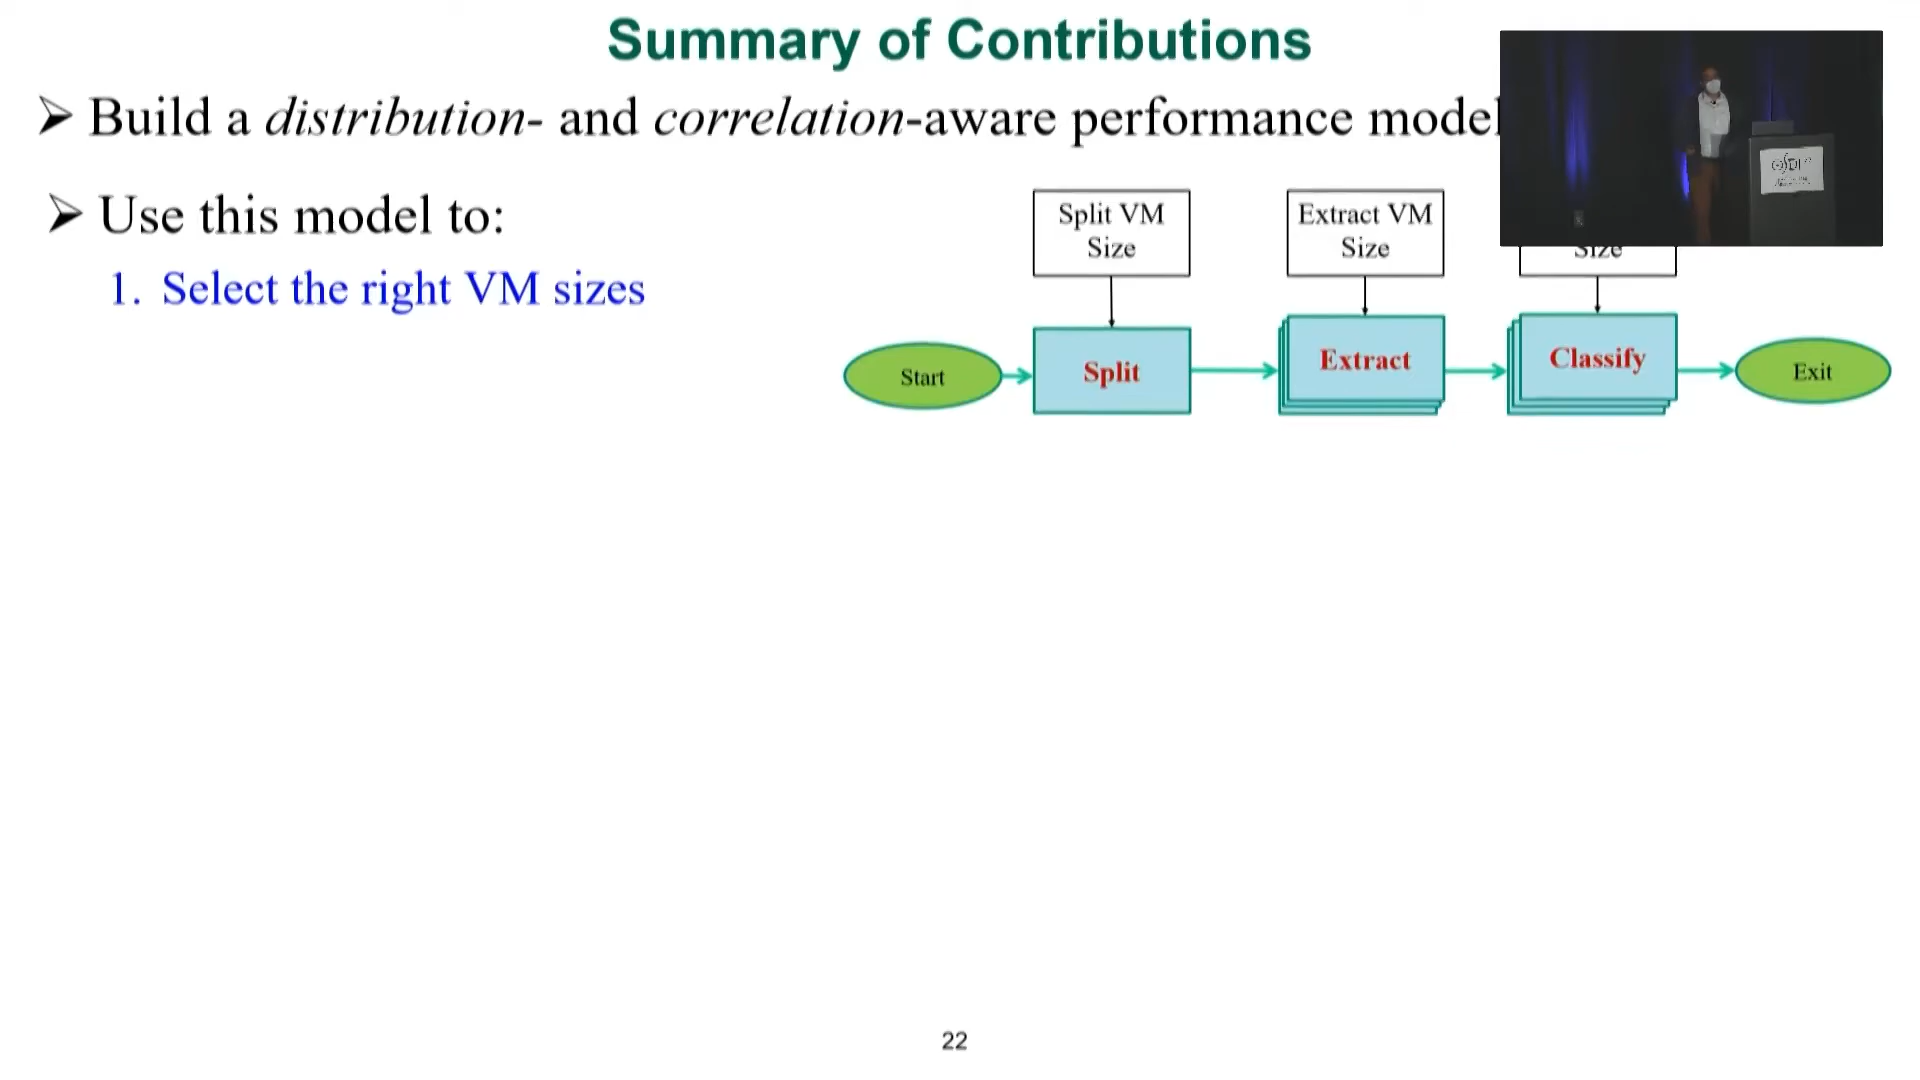 Summary of Contributions
➢ Build a distribution- and correlation-aware performance model
➢ Use this model to:
1. Select the right VM sizes
Split VM
Size
Extract VM
Size
Size
Start
Split
Extract
Classify
Exit
22